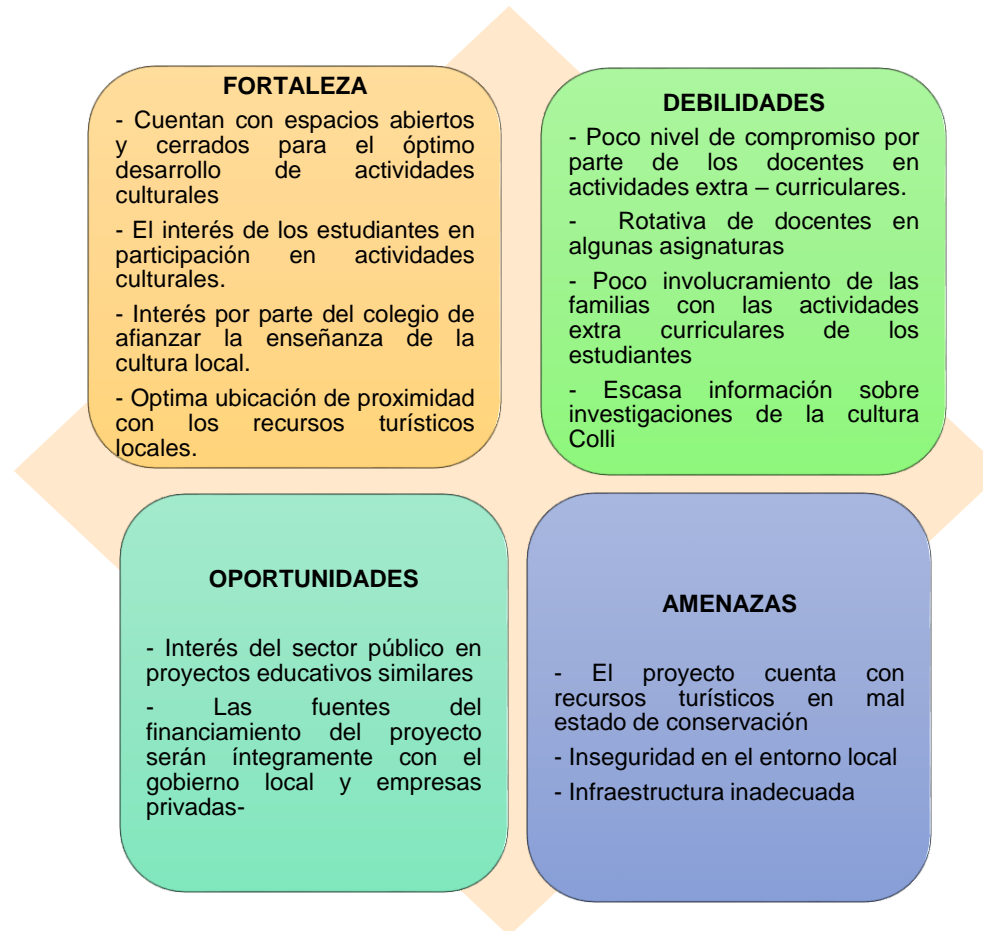 FORTALEZA
- Cuentan con espacios abiertos
y cerrados para el óptimo
desarrollo de actividades
culturales
- El interés de los estudiantes en
participación en actividades
culturales.
- Interés por parte del colegio de
afianzar la enseñanza de la
cultura local.
- Optima ubicación de proximidad
con los recursos turísticos
locales.
DEBILIDADES
- Poco nivel de compromiso por
parte de los docentes en
actividades extra – curriculares.
- Rotativa de docentes en
algunas asignaturas
- Poco involucramiento de las
familias con las actividades
extra curriculares de los
estudiantes
- Escasa información sobre
investigaciones de la cultura
Colli
OPORTUNIDADES
- Interés del sector público en
proyectos educativos similares
- Las fuentes del
financiamiento del proyecto
serán íntegramente con el
gobierno local y empresas
privadas-
AMENAZAS
- El proyecto cuenta con
recursos turísticos en mal
estado de conservación
- Inseguridad en el entorno local
- Infraestructura inadecuada